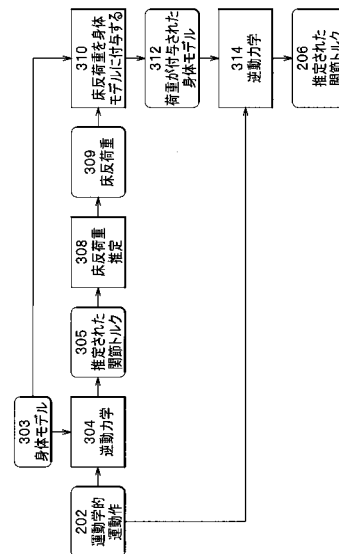 303
身体モデル
202
運動学的
運動作
304
逆動力学
305
推定された
関節トルク
308
床反荷重
推定
309
床反荷重
310
床反荷重を身体
モデルに付与する
312
荷重が付与された
身体モデル
314
逆動力学
206
推定された
関節トルク